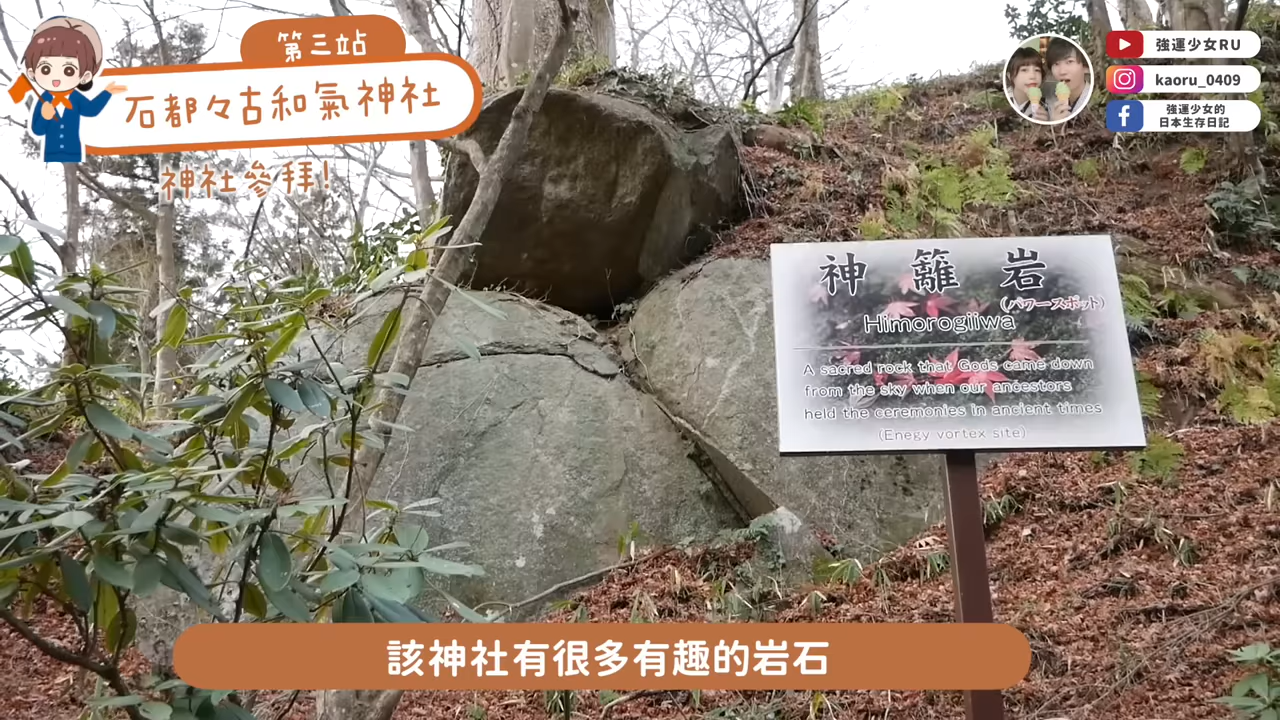 第三站
石都々古和氣神社
神社參拜!
強運少女RU
kaoru_0409
強運少女的
日本生存日記
神籬岩
(パワースポット)
Himorogiiwa
A sacred rock that Gods came down
from the sky when our ancestors
held the ceremonies in ancient times
(Enegy vortex site)
該神社有很多有趣的岩石